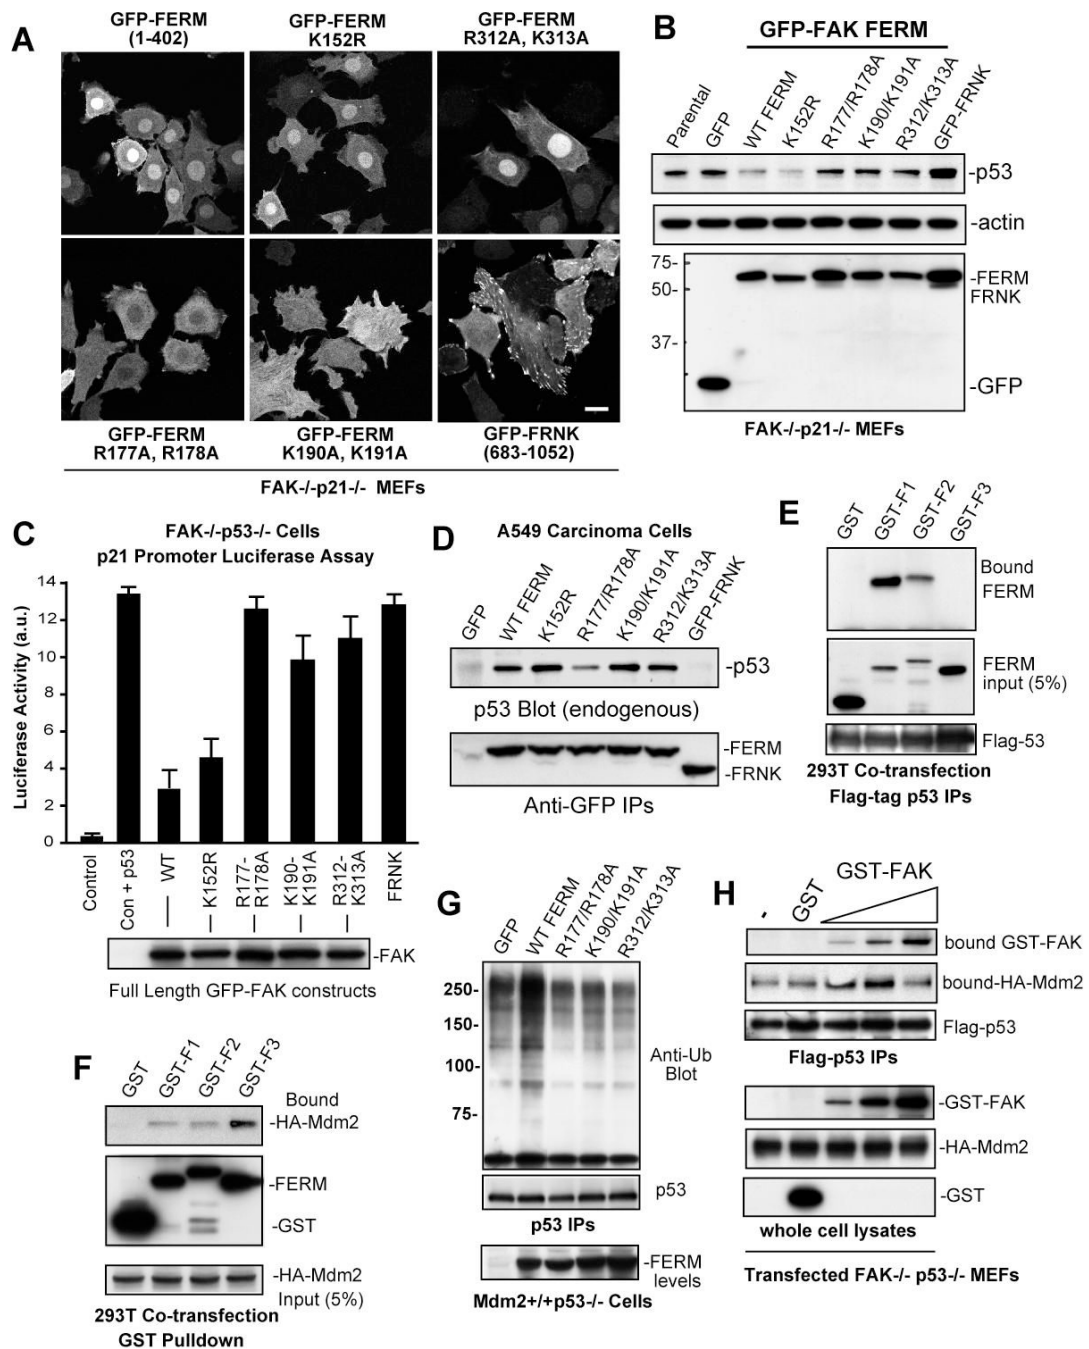 A
GFP-FERM
(1-402)
GFP-FERM
K152R
GFP-FERM
R312A, K313A
GFP-FERM
R177A, R178A
GFP-FERM
K190A, K191A
GFP-FRNK
(683-1052)
FAK-/-p21-/- MEFs
B
GFP-FAK FERM
Parental
GFP
WT FERM
K152R
R177/R178A
K190/K191A
R312/K313A
GFP-FRNK
-p53
-actin
75-
50-
37-
-FERM
FRNK
-GFP
FAK-/-p21-/- MEFs
C
FAK-/-p53-/- Cells
p21 Promoter Luciferase Assay
Luciferase Activity (a.u.)
14
12
10
8
6
4
2
0
Control
Con + p53
WT
K152R
R177-
R178A
K190-
K191A
R312-
K313A
FRNK
-FAK
Full Length GFP-FAK constructs
D
A549 Carcinoma Cells
GFP
WT FERM
K152R
R177/R178A
K190/K191A
R312/K313A
GFP-FRNK
-p53
p53 Blot (endogenous)
-FERM
-FRNK
Anti-GFP IPs
E
GST
GST-F1
GST-F2
GST-F3
Bound
FERM
FERM
input (5%)
Flag-53
293T Co-transfection
Flag-tag p53 IPs
F
GST
GST-F1
GST-F2
GST-F3
Bound
-HA-Mdm2
-FERM
-GST
-HA-Mdm2
Input (5%)
293T Co-transfection
GST Pulldown
G
GFP
WT FERM
R177/R178A
K190/K191A
R312/K313A
250-
150-
100-
75-
Anti-Ub
Blot
p53
p53 IPs
-FERM
levels
Mdm2+/+p53-/- Cells
H
-
GST
GST-FAK
bound GST-FAK
bound-HA-Mdm2
Flag-p53
Flag-p53 IPs
-GST-FAK
-HA-Mdm2
-GST
whole cell lysates
Transfected FAK-/- p53-/- MEFs